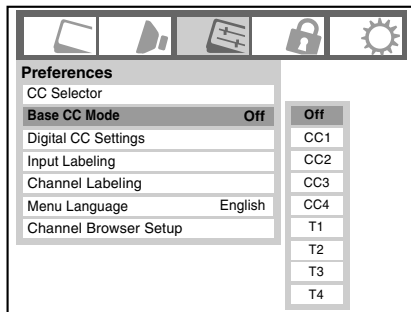 Preferences
CC Selector
Base CC Mode Off
Digital CC Settings
Input Labeling
Channel Labeling
Menu Language English
Channel Browser Setup
Off
CC1
CC2
CC3
CC4
T1
T2
T3
T4